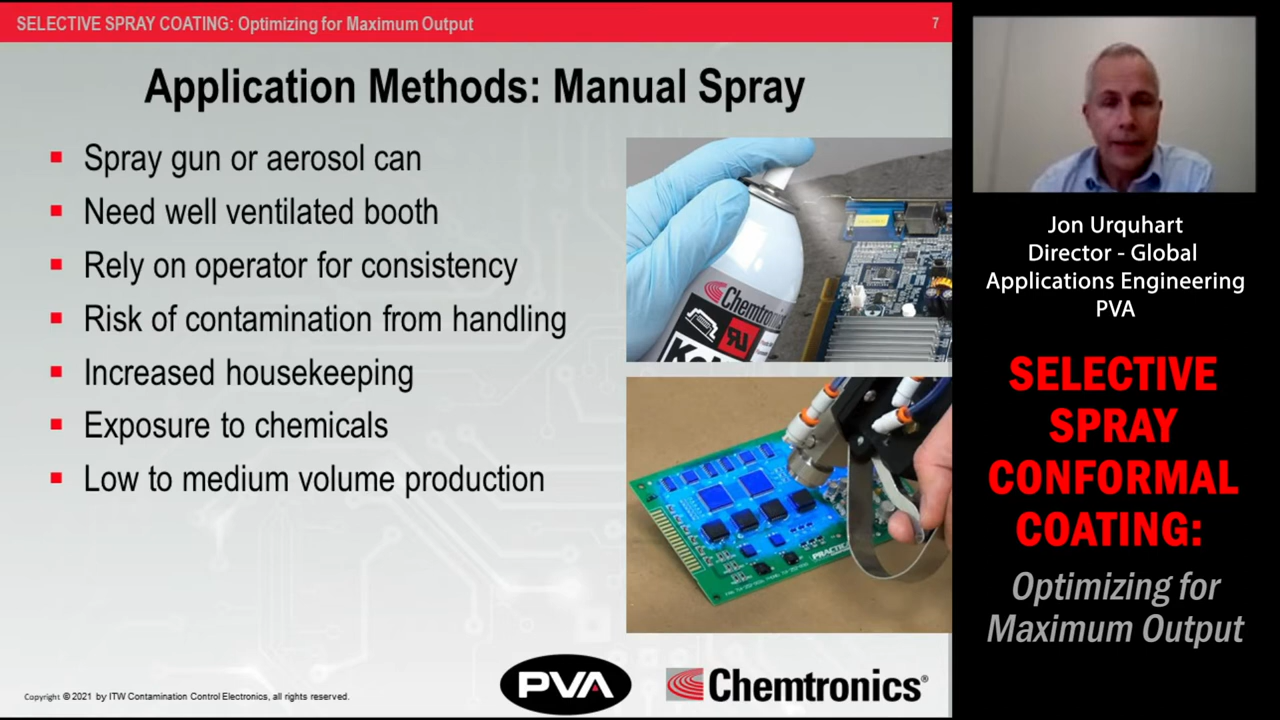 SELECTIVE SPRAY COATING: Optimizing for Maximum Output
7
Application Methods: Manual Spray
Spray gun or aerosol can
Need well ventilated booth
Rely on operator for consistency
Risk of contamination from handling
Increased housekeeping
Exposure to chemicals
Low to medium volume production
Chemtronics
Copyright © 2021 by ITW Contamination Control Electronics, all rights reserved.
PVA
Chemtronics®
Jon Urquhart
Director - Global
Applications Engineering
PVA
SELECTIVE
SPRAY
CONFORMAL
COATING:
Optimizing for
Maximum Output